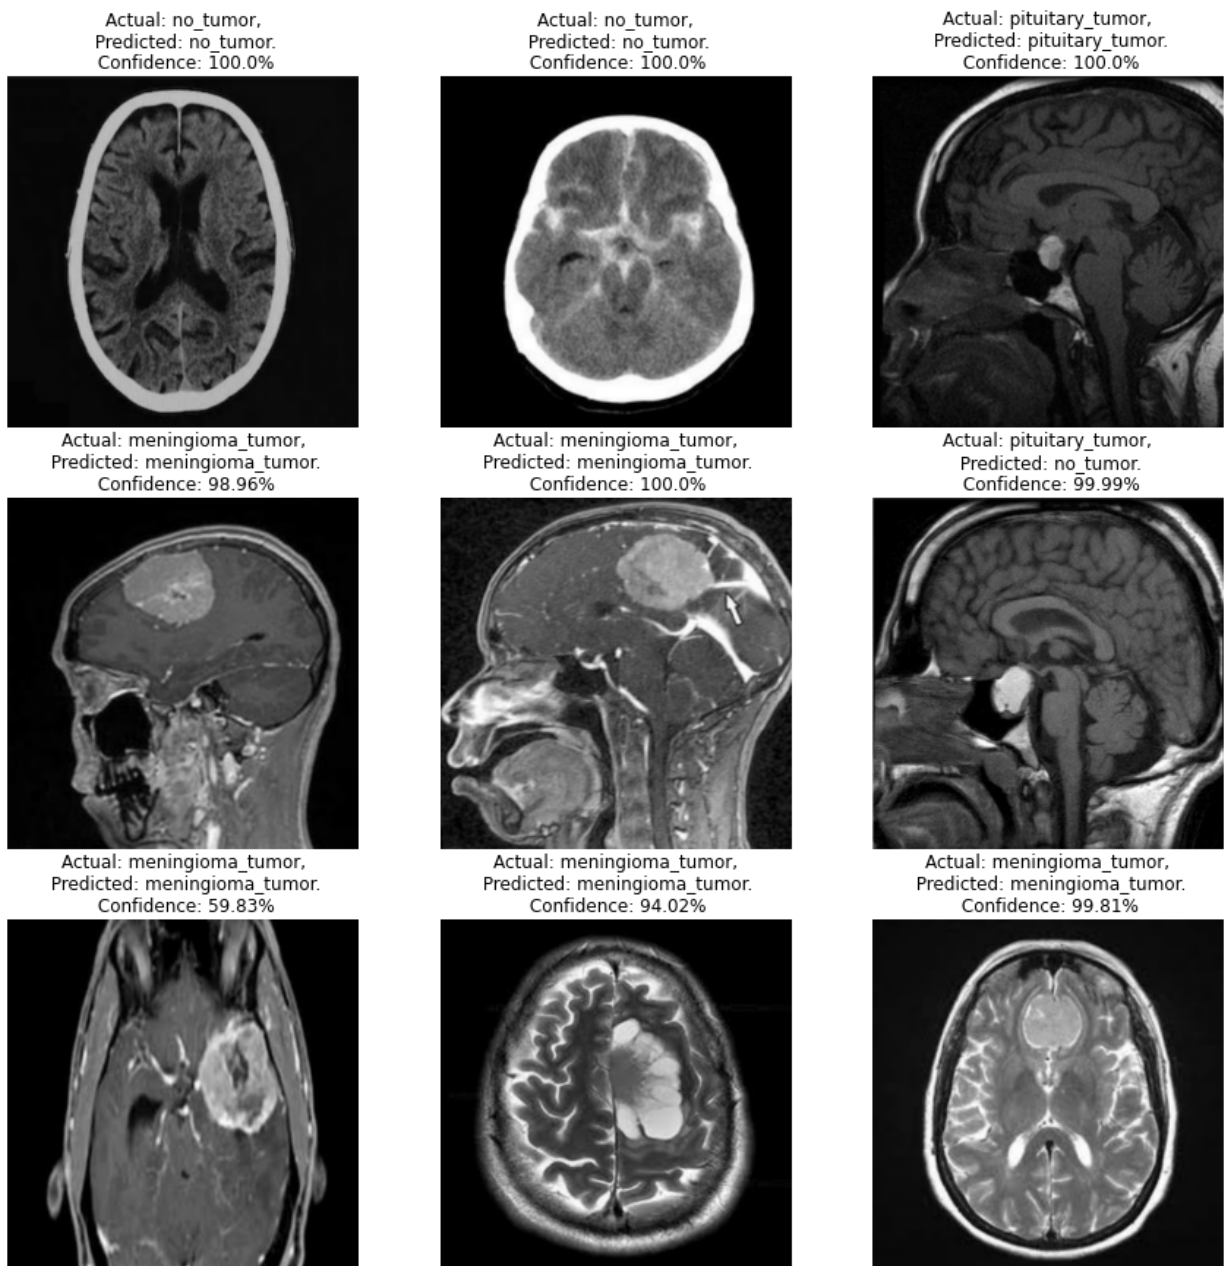 Actual: no_tumor,
Predicted: no_tumor.
Confidence: 100.0%
Actual: no_tumor,
Predicted: no_tumor.
Confidence: 100.0%
Actual: pituitary_tumor,
Predicted: pituitary_tumor.
Confidence: 100.0%
Actual: meningioma_tumor,
Predicted: meningioma_tumor.
Confidence: 98.96%
Actual: meningioma_tumor,
Predicted: meningioma_tumor.
Confidence: 100.0%
Actual: pituitary_tumor,
Predicted: no_tumor.
Confidence: 99.99%
Actual: meningioma_tumor,
Predicted: meningioma_tumor.
Confidence: 59.83%
Actual: meningioma_tumor,
Predicted: meningioma_tumor.
Confidence: 94.02%
Actual: meningioma_tumor,
Predicted: meningioma_tumor.
Confidence: 99.81%